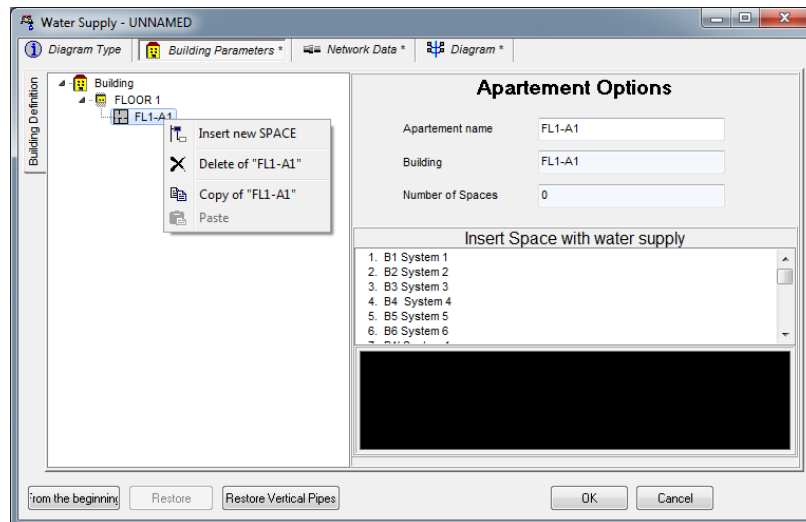 Water Supply - UNNAMED
Diagram Type
Building Parameters *
Network Data *
Diagram *
Building Definition
Building
FLOOR 1
FL1-A1
Insert new SPACE
Delete of "FL1-A1"
Copy of "FL1-A1"
Paste
Apartement Options
Apartement name FL1-A1
Building FL1-A1
Number of Spaces 0
Insert Space with water supply
1. B1 System 1
2. B2 System 2
3. B3 System 3
4. B4 System 4
5. B5 System 5
6. B6 System 6
From the beginning
Restore
Restore Vertical Pipes
OK
Cancel